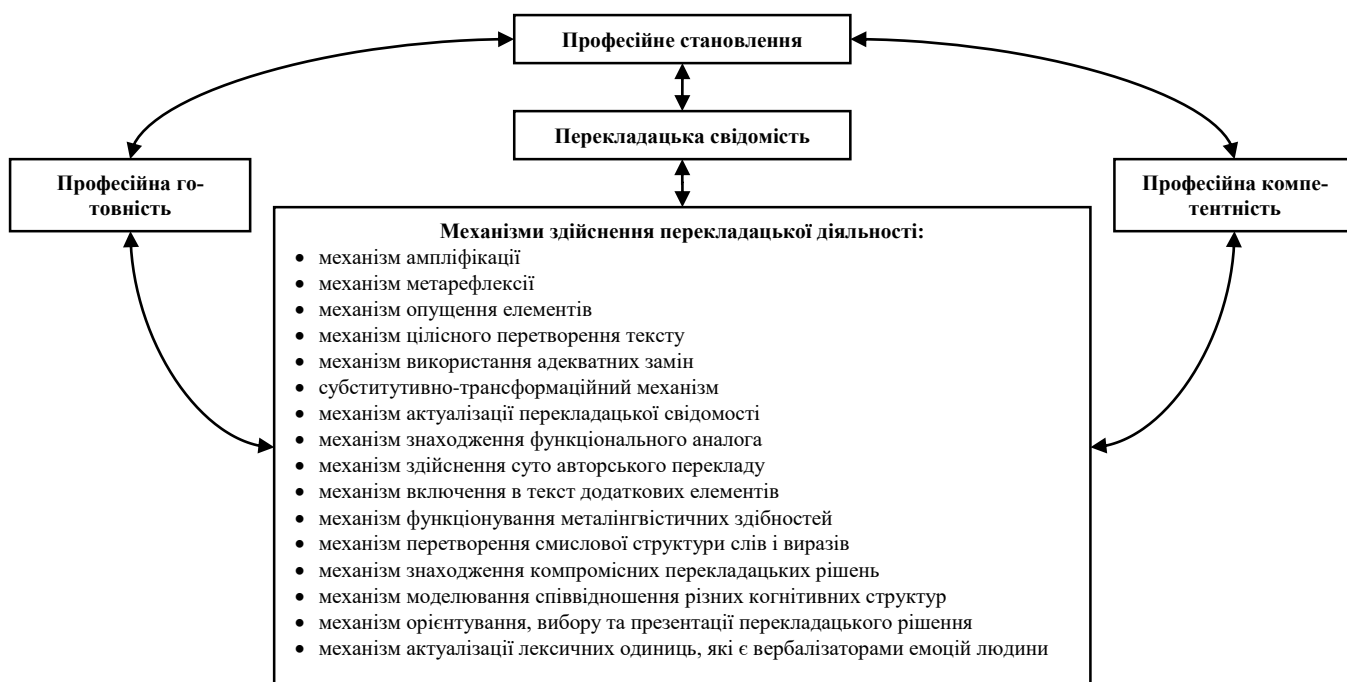 Професійне становлення
Перекладацька свідомість
Професійна го-
товність
Професійна компе-
тентність
Механізми здійснення перекладацької діяльності:
• механізм ампліфікації
• механізм метарефлексії
• механізм опущення елементів
• механізм цілісного перетворення тексту
• механізм використання адекватних замін
• субститутивно-трансформаційний механізм
• механізм актуалізації перекладацької свідомості
• механізм знаходження функціонального аналога
• механізм здійснення суто авторського перекладу
• механізм включення в текст додаткових елементів
• механізм функціонування металінгвістичних здібностей
• механізм перетворення смислової структури слів і виразів
• механізм знаходження компромісних перекладацьких рішень
• механізм моделювання співвідношення різних когнітивних структур
• механізм орієнтування, вибору та презентації перекладацького рішення
• механізм актуалізації лексичних одиниць, які є вербалізаторами емоцій людини